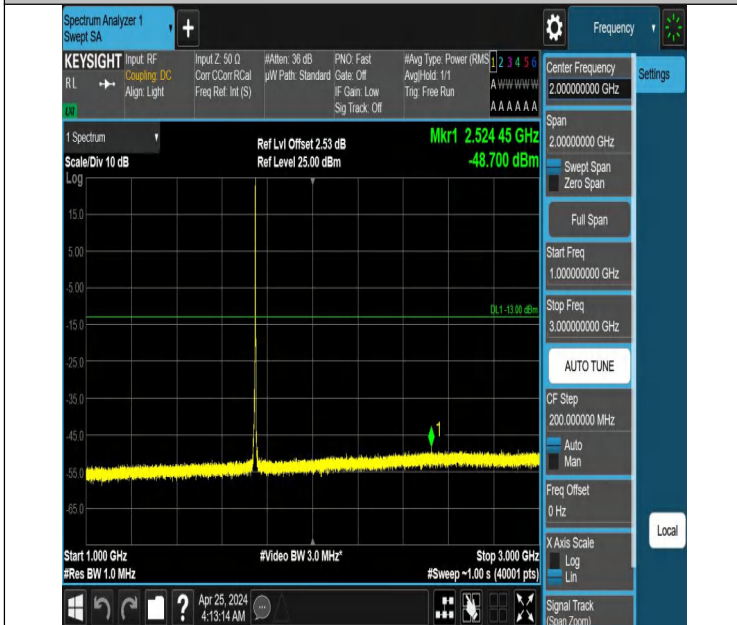 Spectrum Analyzer 1
Swept SA
+
Frequency
KEYSIGHT
RL
Input: RF
Coupling: DC
Align: Light
Input Z: 50 Ω
Corr CCorr RCal
Freq Ref: Int (S)
#Atten: 36 dB
µW Path: Standard
PNO: Fast
Gate: Off
IF Gain: Low
Sig Track: Off
#Avg Type: Power (RMS
Avg|Hold: 1/1
Trig: Free Run
1 2 3 4 5 6
A W W W W W
A A A A A A
1 Spectrum
Scale/Div 10 dB
Log
Ref Lvl Offset 2.53 dB
Ref Level 25.00 dBm
Mkr1 2.524 45 GHz
-48.700 dBm
15.0
5.00
-5.00
-15.0
-25.0
-35.0
-45.0
-55.0
-65.0
DL1 -13.00 dBm
1
Start 1.000 GHz
#Res BW 1.0 MHz
#Video BW 3.0 MHz*
Stop 3.000 GHz
#Sweep ~1.00 s (40001 pts)
?
Apr 25, 2024
4:13:14 AM
Center Frequency
2.000000000 GHz
Span
2.00000000 GHz
Swept Span
Zero Span
Full Span
Start Freq
1.000000000 GHz
Stop Freq
3.000000000 GHz
AUTO TUNE
CF Step
200.000000 MHz
Auto
Man
Freq Offset
0 Hz
X Axis Scale
Log
Lin
Signal Track
(Span Zoom)
Settings
Local